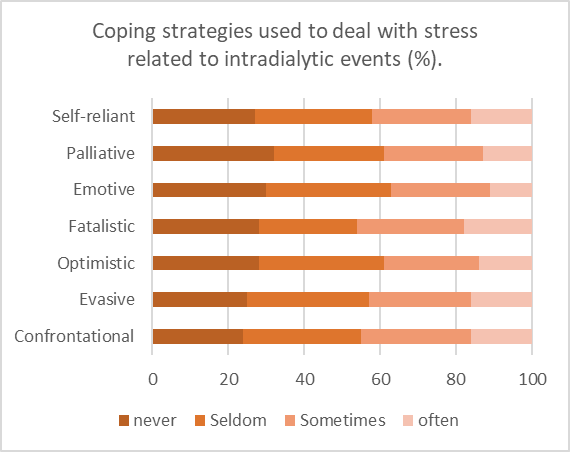 Coping strategies used to deal with stress
related to intradialytic events (%).
Self-reliant
Palliative
Emotive
Fatalistic
Optimistic
Evasive
Confrontational
0 20 40 60 80 100
never Seldom Sometimes often